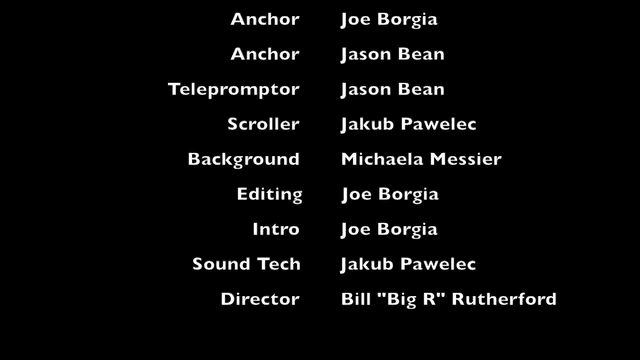 Anchor Joe Borgia
Anchor Jason Bean
Telepromptor Jason Bean
Scroller Jakub Pawelec
Background Michaela Messier
Editing Joe Borgia
Intro Joe Borgia
Sound Tech Jakub Pawelec
Director Bill "Big R" Rutherford